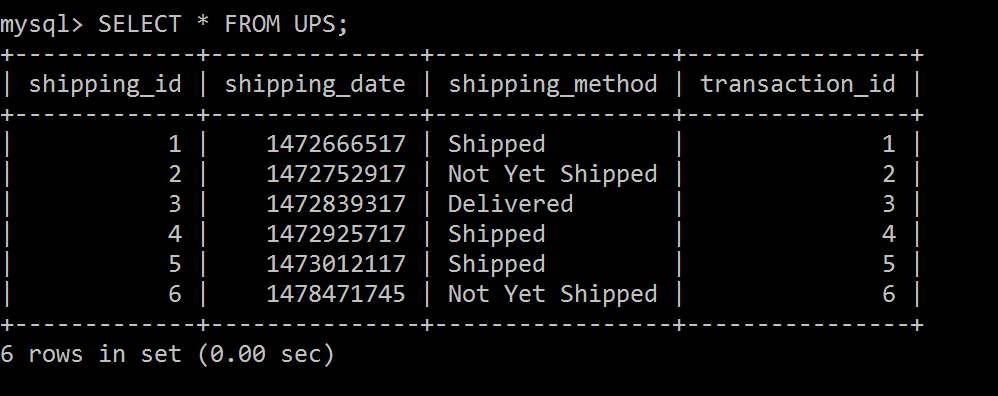 mysql> SELECT * FROM UPS;
+-------------+---------------+-----------------+----------------+
| shipping_id | shipping_date | shipping_method | transaction_id |
+-------------+---------------+-----------------+----------------+
|           1 |    1472666517 | Shipped         |              1 |
|           2 |    1472752917 | Not Yet Shipped |              2 |
|           3 |    1472839317 | Delivered       |              3 |
|           4 |    1472925717 | Shipped         |              4 |
|           5 |    1473012117 | Shipped         |              5 |
|           6 |    1478471745 | Not Yet Shipped |              6 |
+-------------+---------------+-----------------+----------------+
6 rows in set (0.00 sec)